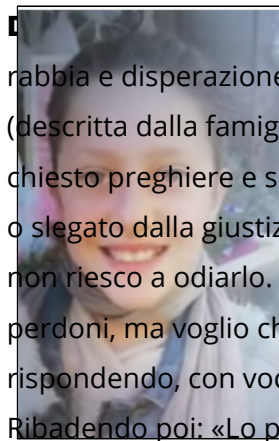 D
rabbia e disperazione
(descritta dalla famig
chiesto preghiere e s
o slegato dalla giustiz
non riesco a odiarlo.
perdoni, ma voglio ch
rispondendo, con voc
Ribadendo poi: «Lo p